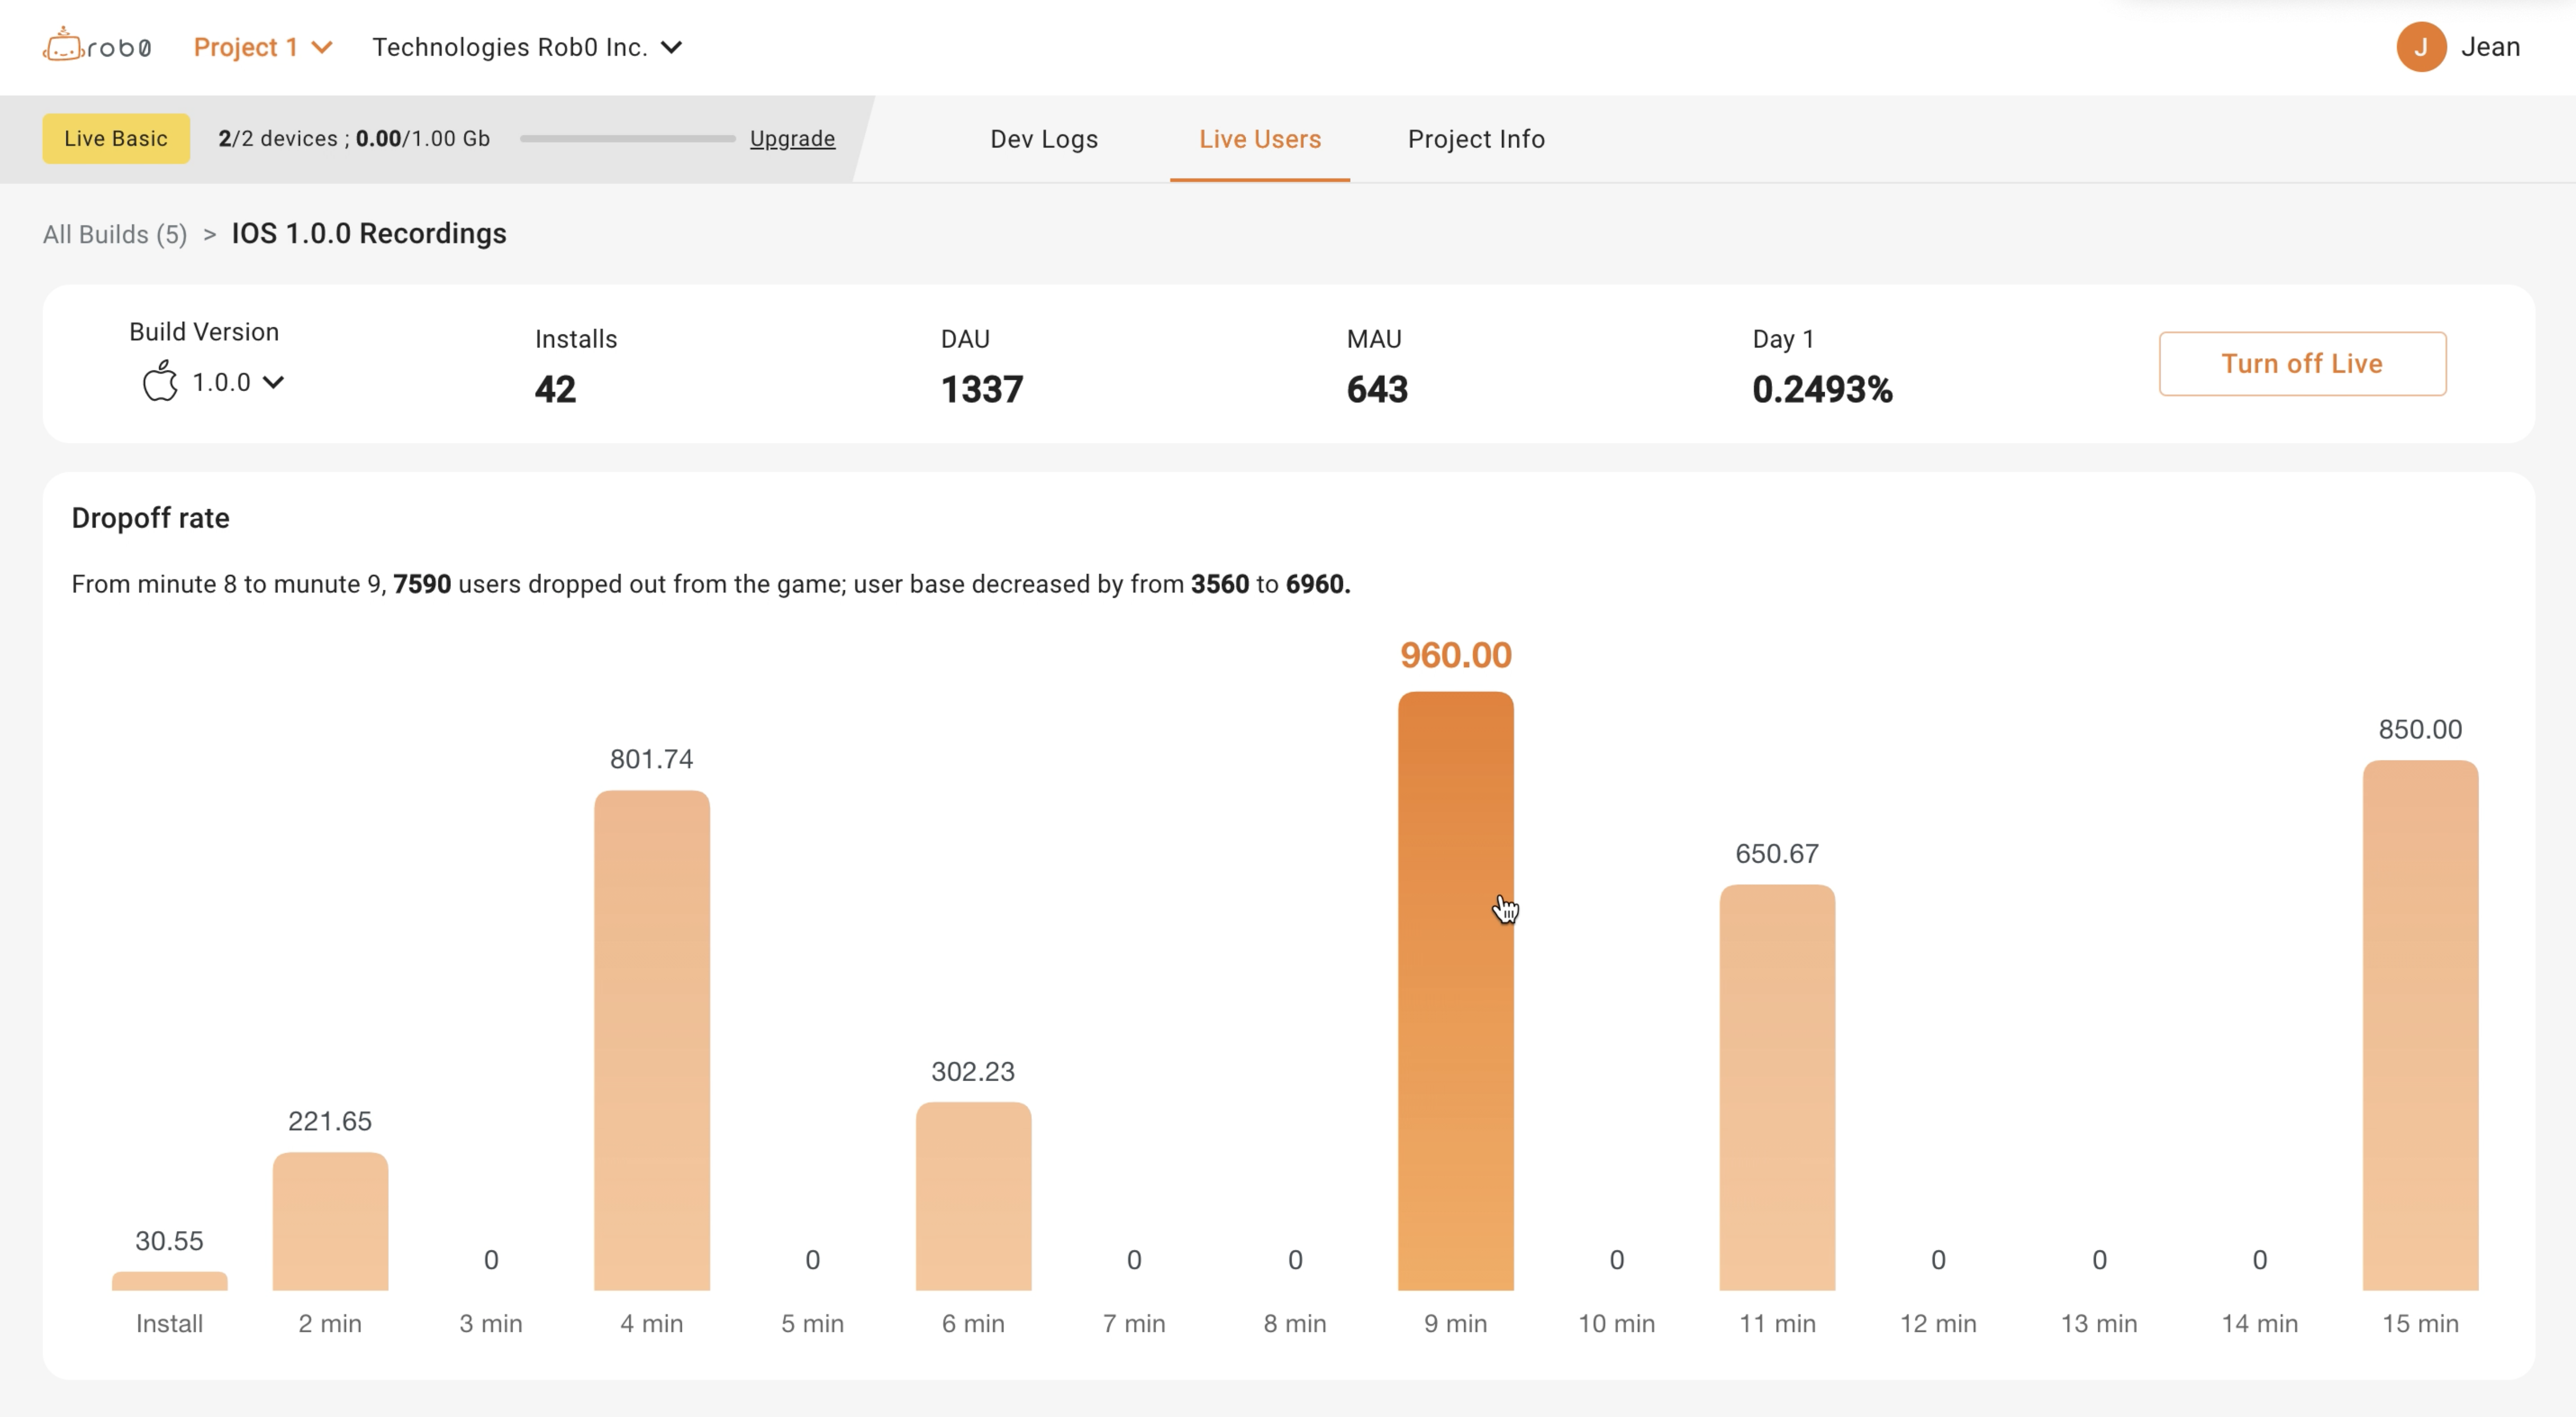 rob0 Project 1 Technologies Rob0 Inc. J Jean
Live Basic 2/2 devices ; 0.00/1.00 Gb Upgrade Dev Logs Live Users Project Info
All Builds (5) > IOS 1.0.0 Recordings
Build Version Installs DAU MAU Day 1 Turn off Live
1.0.0 42 1337 643 0.2493%
Dropoff rate
From minute 8 to munute 9, 7590 users dropped out from the game; user base decreased by from 3560 to 6960.
30.55 221.65 0 801.74 0 302.23 0 0 960.00 0 650.67 0 0 0 850.00
Install 2 min 3 min 4 min 5 min 6 min 7 min 8 min 9 min 10 min 11 min 12 min 13 min 14 min 15 min